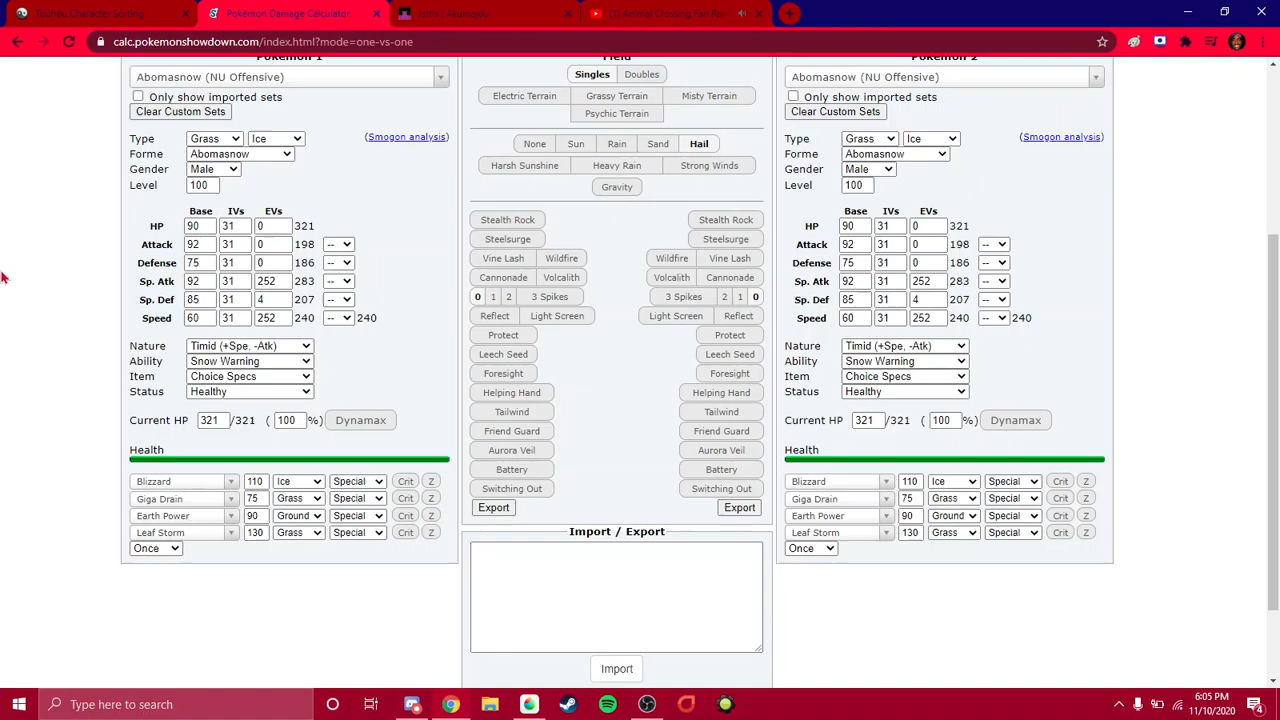 Touhou Character Sorting
Pokemon Damage Calculator
(1) Animal Crossing Fan For
calc.pokemonshowdown.com/index.html?mode=one-vs-one
Pokémon 1
Abomasnow (NU Offensive)
Only show imported sets
Clear Custom Sets
Type Grass Ice (Smogon analysis)
Forme Abomasnow
Gender Male
Level 100
Base IVs EVs
HP 90 31 0 321
Attack 92 31 0 198 --
Defense 75 31 0 186 --
Sp. Atk 92 31 252 283 --
Sp. Def 85 31 4 207 --
Speed 60 31 252 240 -- 240
Nature Timid (+Spe, -Atk)
Ability Snow Warning
Item Choice Specs
Status Healthy
Current HP 321 /321 ( 100 %) Dynamax
Health
Blizzard 110 Ice Special Crit Z
Giga Drain 75 Grass Special Crit Z
Earth Power 90 Ground Special Crit Z
Leaf Storm 130 Grass Special Crit Z
Once
Field
Singles Doubles
Electric Terrain Grassy Terrain Misty Terrain
Psychic Terrain
None Sun Rain Sand Hail
Harsh Sunshine Heavy Rain Strong Winds
Gravity
Stealth Rock Stealth Rock
Steelsurge Steelsurge
Vine Lash Wildfire Wildfire Vine Lash
Cannonade Volcalith Volcalith Cannonade
0 1 2 3 Spikes 3 Spikes 2 1 0
Reflect Light Screen Light Screen Reflect
Protect Protect
Leech Seed Leech Seed
Foresight Foresight
Helping Hand Helping Hand
Tailwind Tailwind
Friend Guard Friend Guard
Aurora Veil Aurora Veil
Battery Battery
Switching Out Switching Out
Export Export
Import / Export
Import
Pokémon 2
Abomasnow (NU Offensive)
Only show imported sets
Clear Custom Sets
Type Grass Ice (Smogon analysis)
Forme Abomasnow
Gender Male
Level 100
Base IVs EVs
HP 90 31 0 321
Attack 92 31 0 198 --
Defense 75 31 0 186 --
Sp. Atk 92 31 252 283 --
Sp. Def 85 31 4 207 --
Speed 60 31 252 240 -- 240
Nature Timid (+Spe, -Atk)
Ability Snow Warning
Item Choice Specs
Status Healthy
Current HP 321 /321 ( 100 %) Dynamax
Health
Blizzard 110 Ice Special Crit Z
Giga Drain 75 Grass Special Crit Z
Earth Power 90 Ground Special Crit Z
Leaf Storm 130 Grass Special Crit Z
Once
Type here to search
6:05 PM
11/10/2020
4